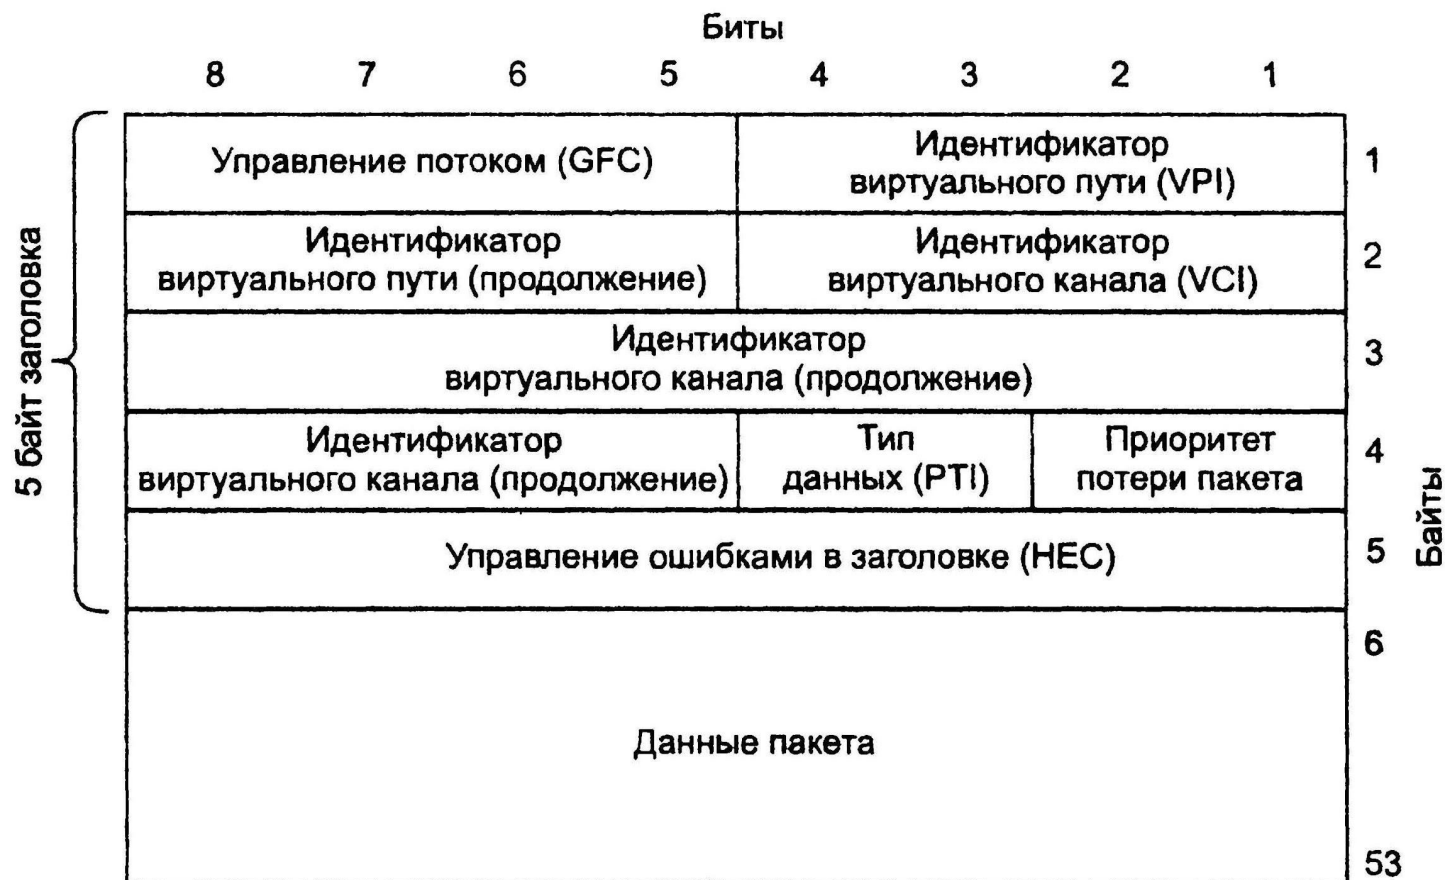 Биты
8 7 6 5 4 3 2 1
Управление потоком (GFC)
Идентификатор
виртуального пути (VPI)
1
Идентификатор
виртуального пути (продолжение)
Идентификатор
виртуального канала (VCI)
2
Идентификатор
виртуального канала (продолжение)
3
Идентификатор
виртуального канала (продолжение)
Тип
данных (PTI)
Приоритет
потери пакета
4
Управление ошибками в заголовке (HEC)
5
5 байт заголовка
Байты
6
Данные пакета
53